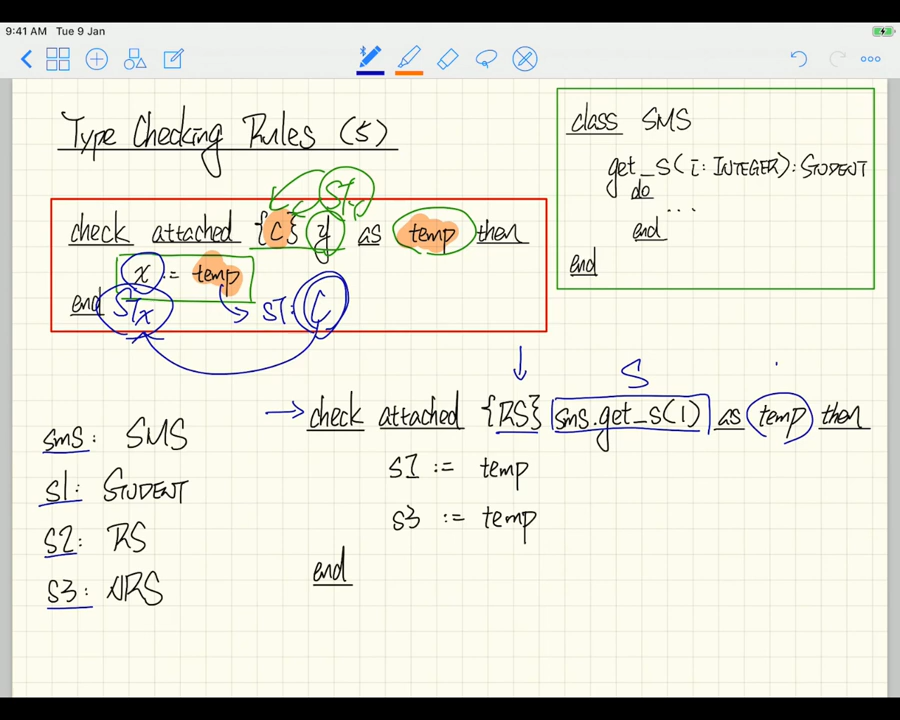 9:41 AM Tue 9 Jan
Type Checking Rules (5)
class SMS
get_s(i: INTEGER): STUDENT
do
...
end
end
STy
check attached {C} y as temp then
x := temp
end
STx
ST: C
S
check attached {RS} sms.get_s(1) as temp then
s1 := temp
s3 := temp
end
sms: SMS
s1: STUDENT
s2: RS
s3: NRS